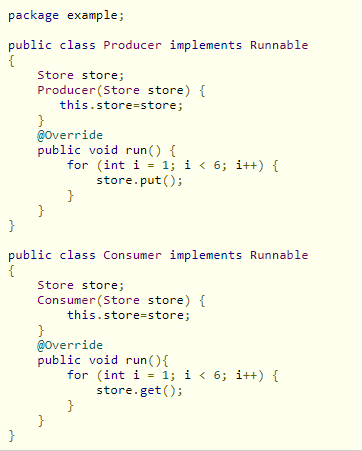 package example;

public class Producer implements Runnable
{
    Store store;
    Producer(Store store) {
       this.store=store;
    }
    @Override
    public void run() {
        for (int i = 1; i < 6; i++) {
            store.put();
        }
    }
}

public class Consumer implements Runnable
{
    Store store;
    Consumer(Store store) {
        this.store=store;
    }
    @Override
    public void run(){
        for (int i = 1; i < 6; i++) {
            store.get();
        }
    }
}